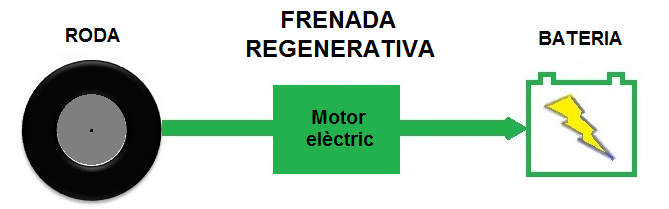 FRENADA
REGENERATIVA
RODA
BATERIA
Motor
elèctric